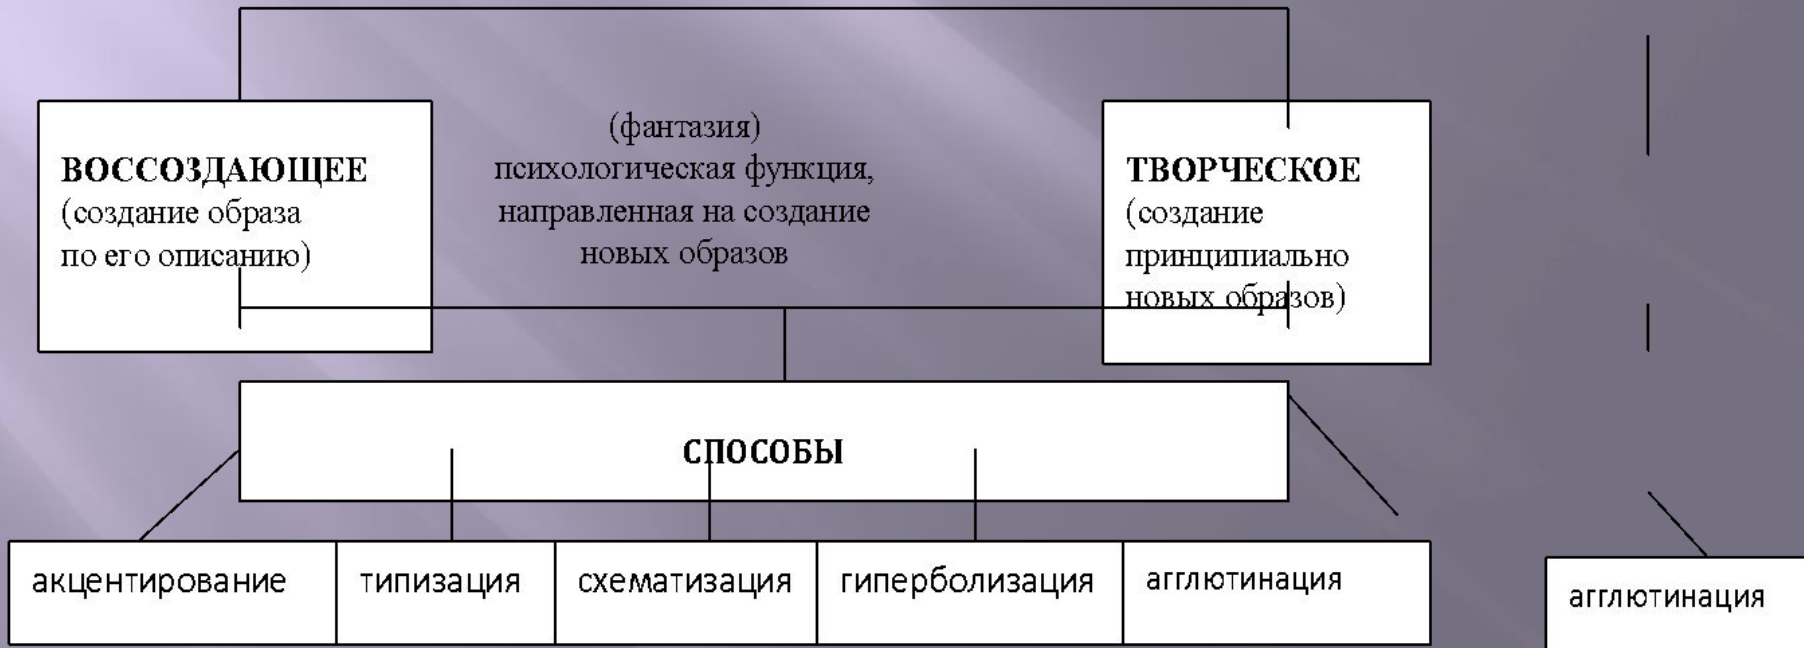 ВОССОЗДАЮЩЕЕ
(создание образа
по его описанию)
(фантазия)
психологическая функция,
направленная на создание
новых образов
ТВОРЧЕСКОЕ
(создание
принципиально
новых образов)
СПОСОБЫ
акцентирование
типизация
схематизация
гиперболизация
агглютинация
агглютинация